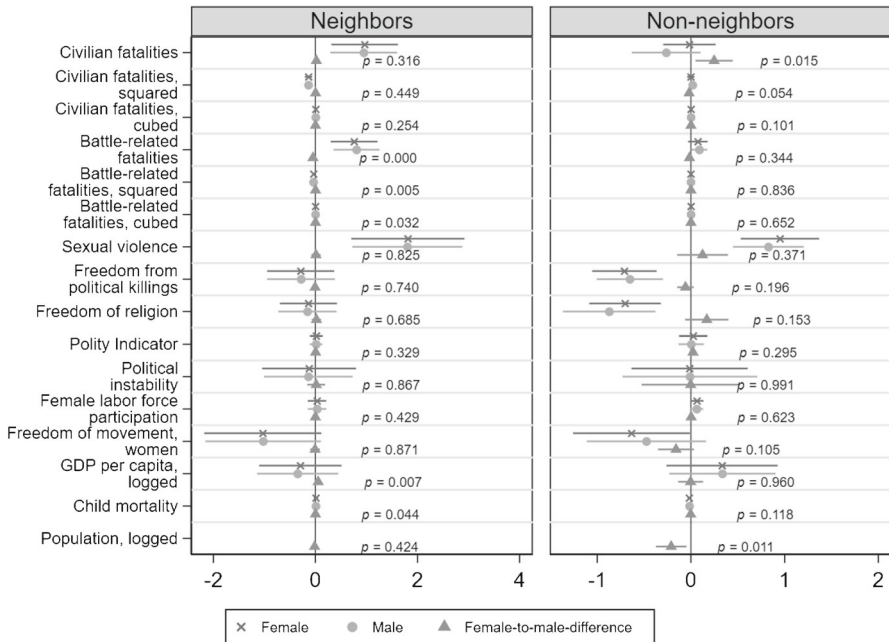 Neighbors
Non-neighbors
Civilian fatalities
p = 0.316
p = 0.015
Civilian fatalities,
squared
p = 0.449
p = 0.054
Civilian fatalities,
cubed
p = 0.254
p = 0.101
Battle-related
fatalities
p = 0.000
p = 0.344
Battle-related
fatalities, squared
p = 0.005
p = 0.836
Battle-related
fatalities, cubed
p = 0.032
p = 0.652
Sexual violence
p = 0.825
p = 0.371
Freedom from
political killings
p = 0.740
p = 0.196
Freedom of religion
p = 0.685
p = 0.153
Polity Indicator
p = 0.329
p = 0.295
Political
instability
p = 0.867
p = 0.991
Female labor force
participation
p = 0.429
p = 0.623
Freedom of movement,
women
p = 0.871
p = 0.105
GDP per capita,
logged
p = 0.007
p = 0.960
Child mortality
p = 0.044
p = 0.118
Population, logged
p = 0.424
p = 0.011
-2 0 2 4
-1 0 1 2
Female Male Female-to-male-difference